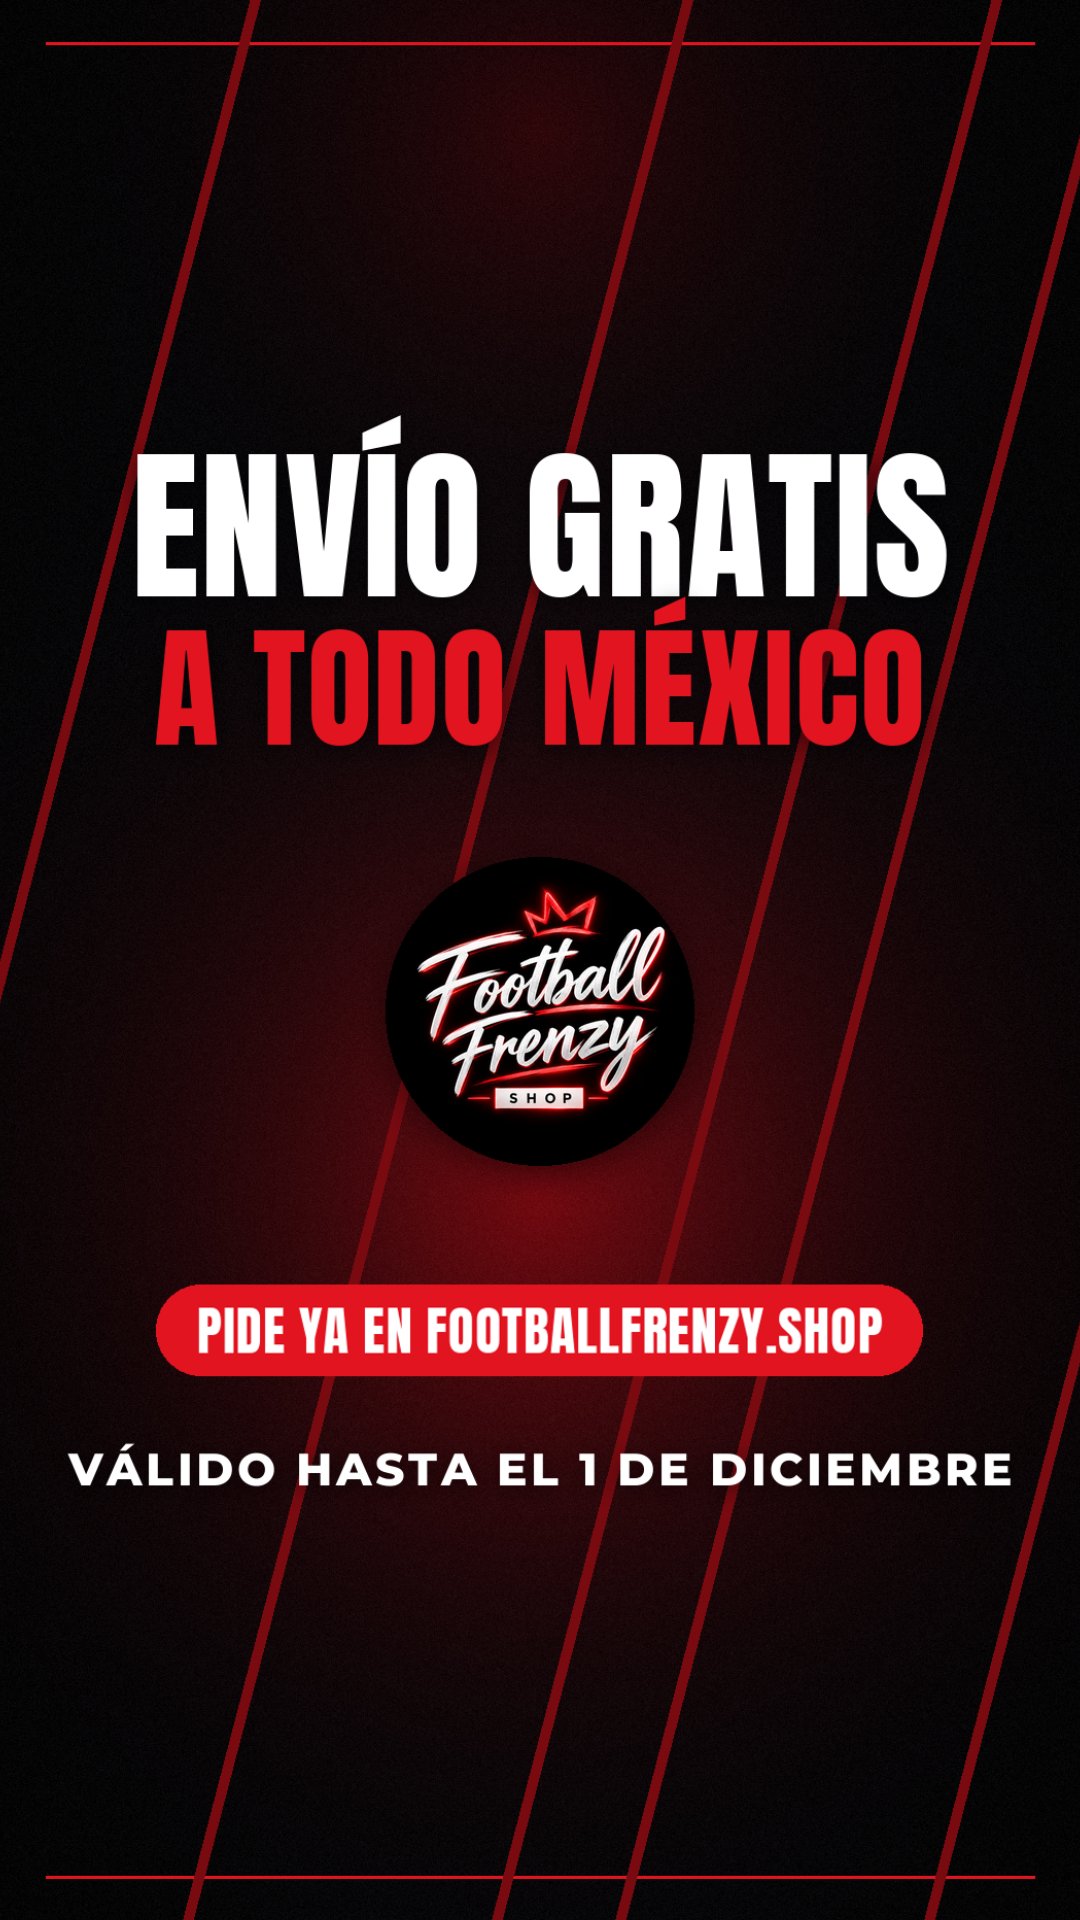 ENVÍO GRATIS
A TODO MÉXICO
Football
Frenzy
SHOP
PIDE YA EN FOOTBALLFRENZY.SHOP
VÁLIDO HASTA EL 1 DE DICIEMBRE